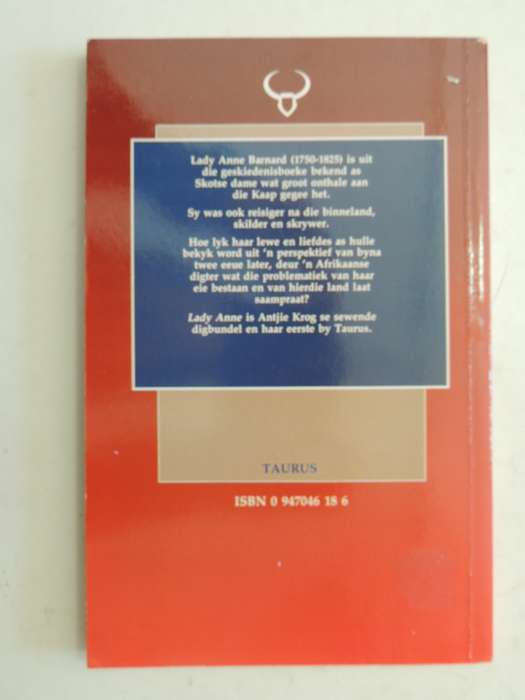 Lady Anne Barnard (1750-1825) is uit
die geskiedenisboeke bekend as
Skotse dame wat groot onthale aan
die Kaap gegee het.
Sy was ook reisiger na die binneland,
skilder en skrywer.
Hoe lyk haar lewe en liefdes as hulle
bekyk word uit 'n perspektief van byna
twee eeue later, deur 'n Afrikaanse
digter wat die problematiek van haar
eie bestaan en van hierdie land laat
saampraat?
Lady Anne is Antjie Krog se sewende
digbundel en haar eerste by Taurus.
TAURUS
ISBN 0 947046 18 6